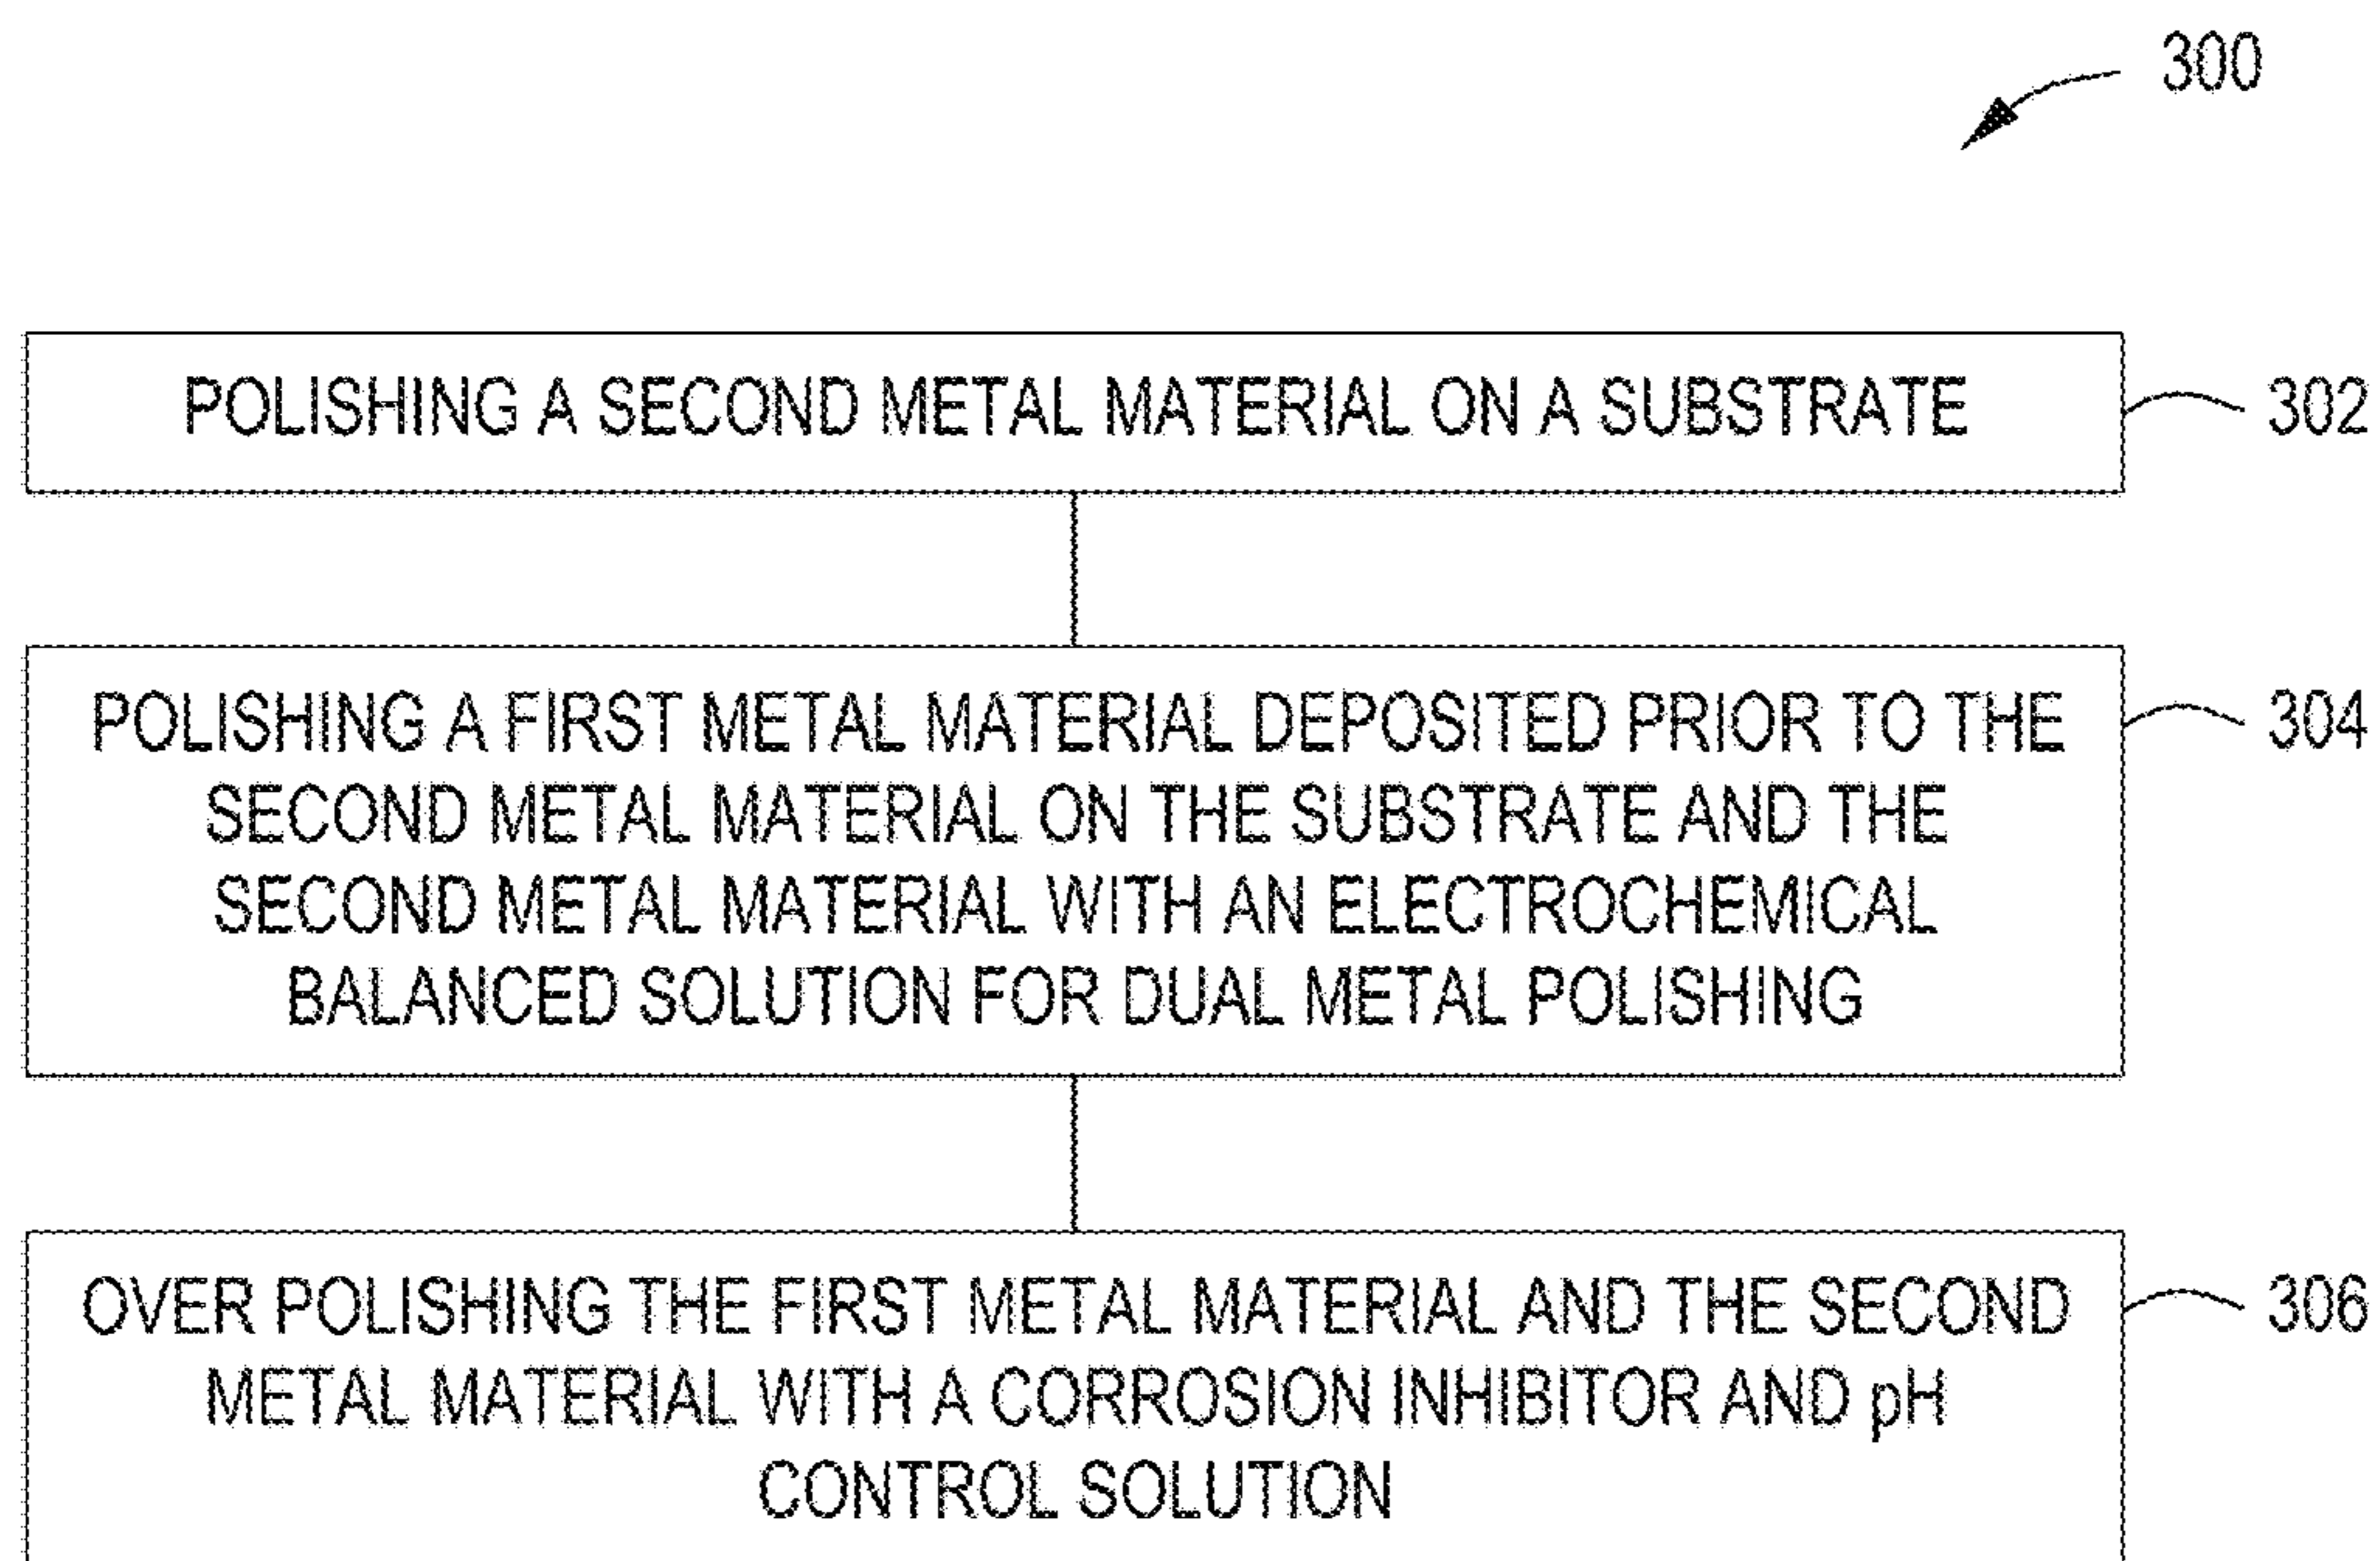 300
POLISHING A SECOND METAL MATERIAL ON A SUBSTRATE
302
POLISHING A FIRST METAL MATERIAL DEPOSITED PRIOR TO THE
304
SECOND METAL MATERIAL ON THE SUBSTRATE AND THE
SECOND METAL MATERIAL WITH AN ELECTROCHEMICAL
BALANCED SOLUTION FOR DUAL METAL POLISHING
OVER POLISHING THE FIRST METAL MATERIAL AND THE SECOND
306
METAL MATERIAL WITH A CORROSION INHIBITOR AND pH
CONTROL SOLUTION